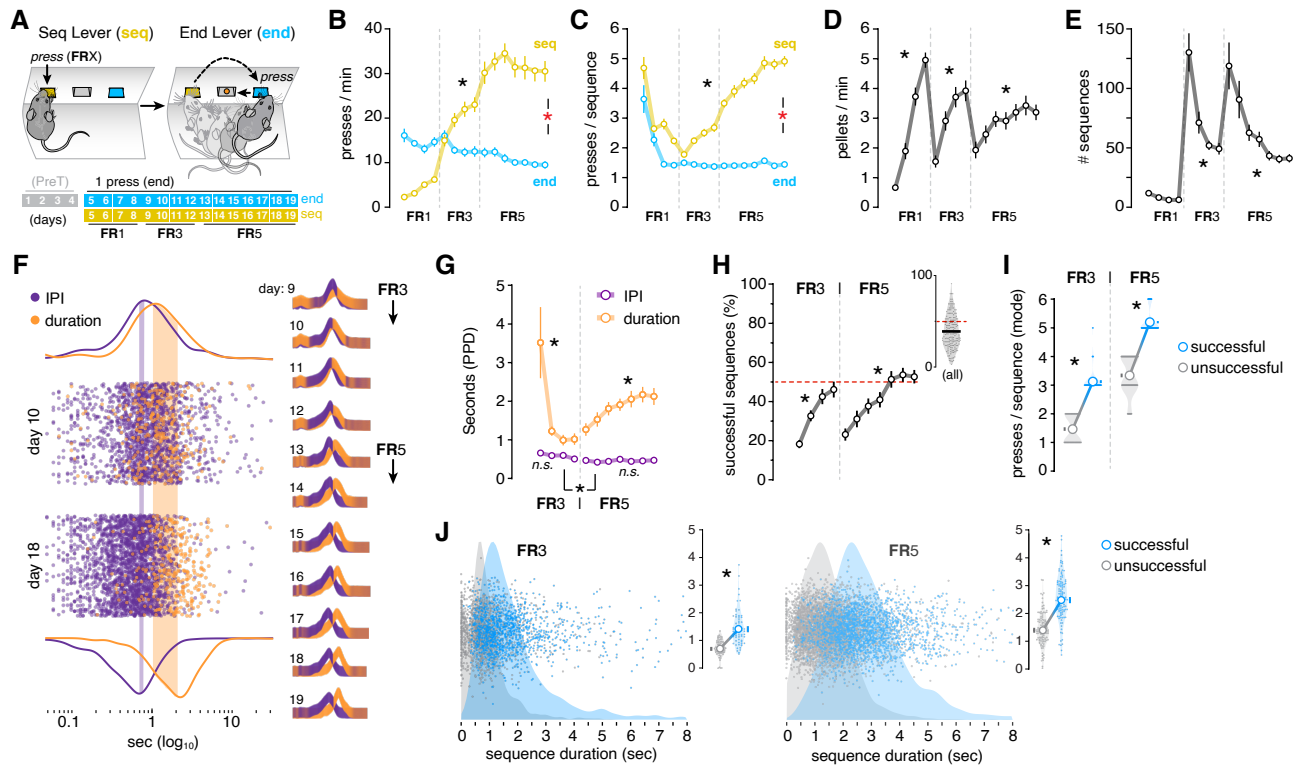 A
Seq Lever (seq)
End Lever (end)
press (FRX)
press
(PreT)
1 press (end)
1 2 3 4
5 6 7 8 9 10 11 12 13 14 15 16 17 18 19 end
5 6 7 8 9 10 11 12 13 14 15 16 17 18 19 seq
(days)
FR1
FR3
FR5
B
presses / min
40
30
20
10
0
*
seq
*
end
FR1
FR3
FR5
C
presses / sequence
6
5
4
3
2
1
0
*
seq
*
end
FR1
FR3
FR5
D
pellets / min
6
5
4
3
2
1
0
*
*
*
FR1
FR3
FR5
E
# sequences
150
100
50
0
*
*
FR1
FR3
FR5
F
IPI
duration
day 10
day 18
0.1
1
10
sec (log10)
day: 9
10
11
12
13
14
15
16
17
18
19
FR3
FR5
G
IPI
duration
Seconds (PPD)
5
4
3
2
1
0
*
*
n.s.
n.s.
*
FR3 | FR5
H
successful sequences (%)
100
80
60
40
20
0
FR3 | FR5
*
*
100
0
(all)
I
FR3 | FR5
presses / sequence (mode)
6
5
4
3
2
1
0
*
*
successful
unsuccessful
J
FR3
0 1 2 3 4 5 6 7 8
sequence duration (sec)
5
4
3
2
1
0
*
FR5
0 1 2 3 4 5 6 7 8
sequence duration (sec)
5
4
3
2
1
0
*
successful
unsuccessful